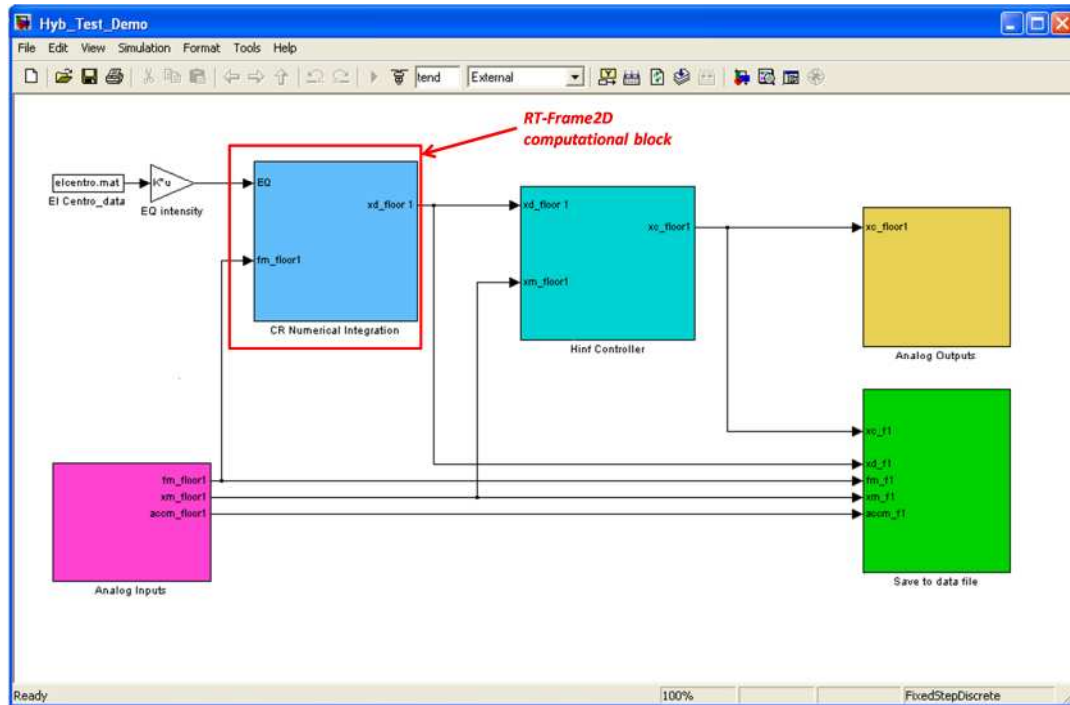 Hyb_Test_Demo
File Edit View Simulation Format Tools Help
tend External
RT-Frame2D
computational block
elcentro.mat
El Centro_data
K*u
EQ intensity
EQ
xd_floor 1
fm_floor1
CR Numerical Integration
xd_floor 1
xc_floor1
xm_floor1
Hinf Controller
xc_floor1
Analog Outputs
fm_floor1
xm_floor1
accm_floor1
Analog Inputs
xc_f1
xd_f1
fm_f1
xm_f1
accm_f1
Save to data file
Ready 100% FixedStepDiscrete